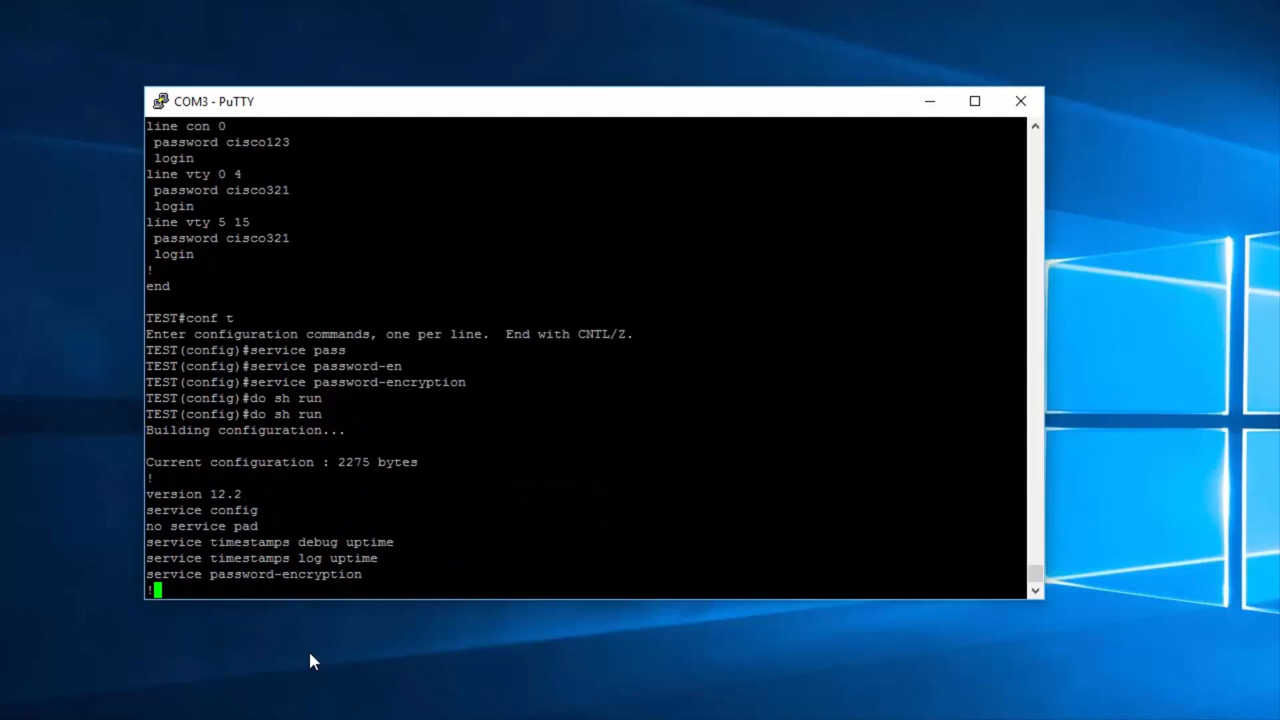 COM3 - PuTTY
line con 0
password cisco123
login
line vty 0 4
password cisco321
login
line vty 5 15
password cisco321
login
!
end
TEST#conf t
Enter configuration commands, one per line.  End with CNTL/Z.
TEST(config)#service pass
TEST(config)#service password-en
TEST(config)#service password-encryption
TEST(config)#do sh run
TEST(config)#do sh run
Building configuration...
Current configuration : 2275 bytes
!
version 12.2
service config
no service pad
service timestamps debug uptime
service timestamps log uptime
service password-encryption
!